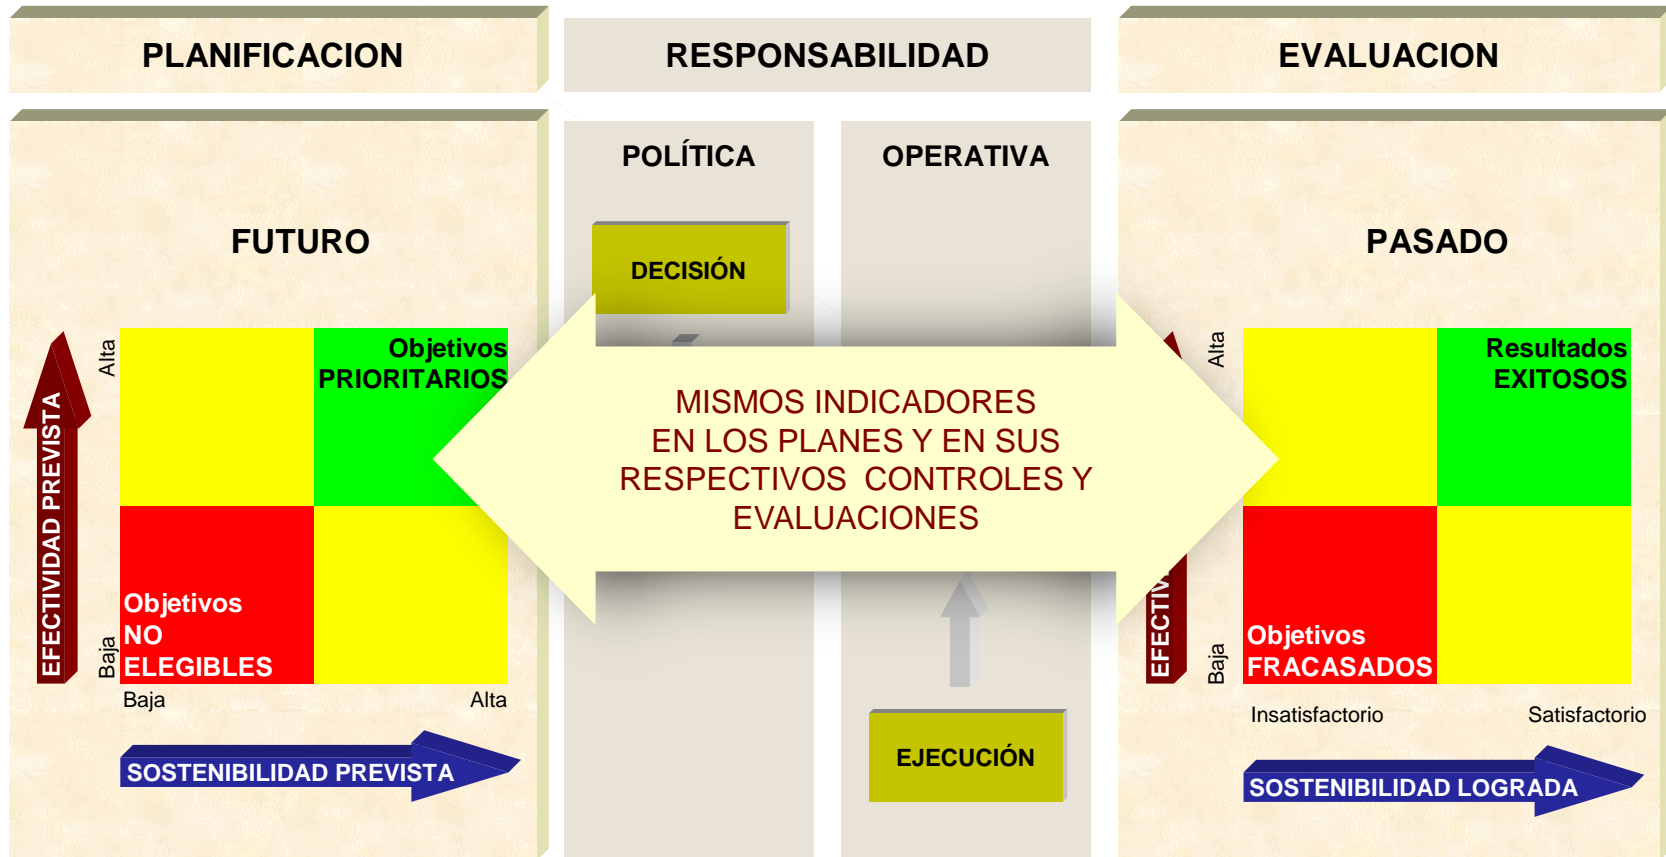 PLANIFICACION
RESPONSABILIDAD
EVALUACION
FUTURO
EFECTIVIDAD PREVISTA
Alta
Baja
Objetivos
PRIORITARIOS
Objetivos
NO
ELEGIBLES
Baja
Alta
SOSTENIBILIDAD PREVISTA
POLÍTICA
OPERATIVA
DECISIÓN
MISMOS INDICADORES
EN LOS PLANES Y EN SUS
RESPECTIVOS CONTROLES Y
EVALUACIONES
EJECUCIÓN
PASADO
Alta
Baja
Resultados
EXITOSOS
Objetivos
FRACASADOS
Insatisfactorio
Satisfactorio
SOSTENIBILIDAD LOGRADA